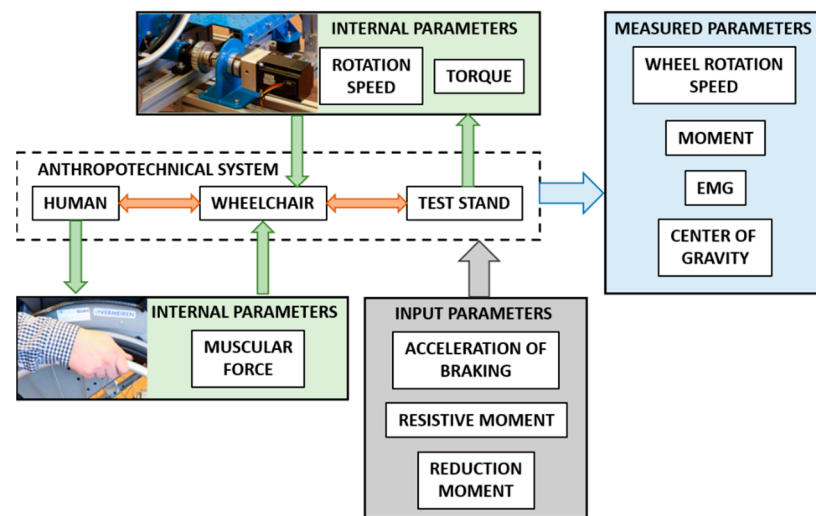 INTERNAL PARAMETERS
ROTATION
SPEED
TORQUE
MEASURED PARAMETERS
WHEEL ROTATION
SPEED
MOMENT
EMG
CENTER OF
GRAVITY
ANTHROPOTECHNICAL SYSTEM
HUMAN
WHEELCHAIR
TEST STAND
INTERNAL PARAMETERS
MUSCULAR
FORCE
INPUT PARAMETERS
ACCELERATION OF
BRAKING
RESISTIVE MOMENT
REDUCTION
MOMENT